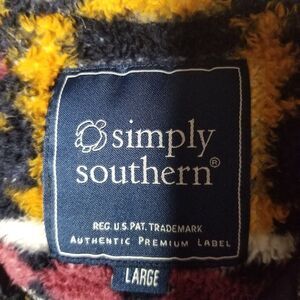 simply
southern®
REG U.S. PAT. TRADEMARK
AUTHENTIC PREMIUM LABEL
LARGE